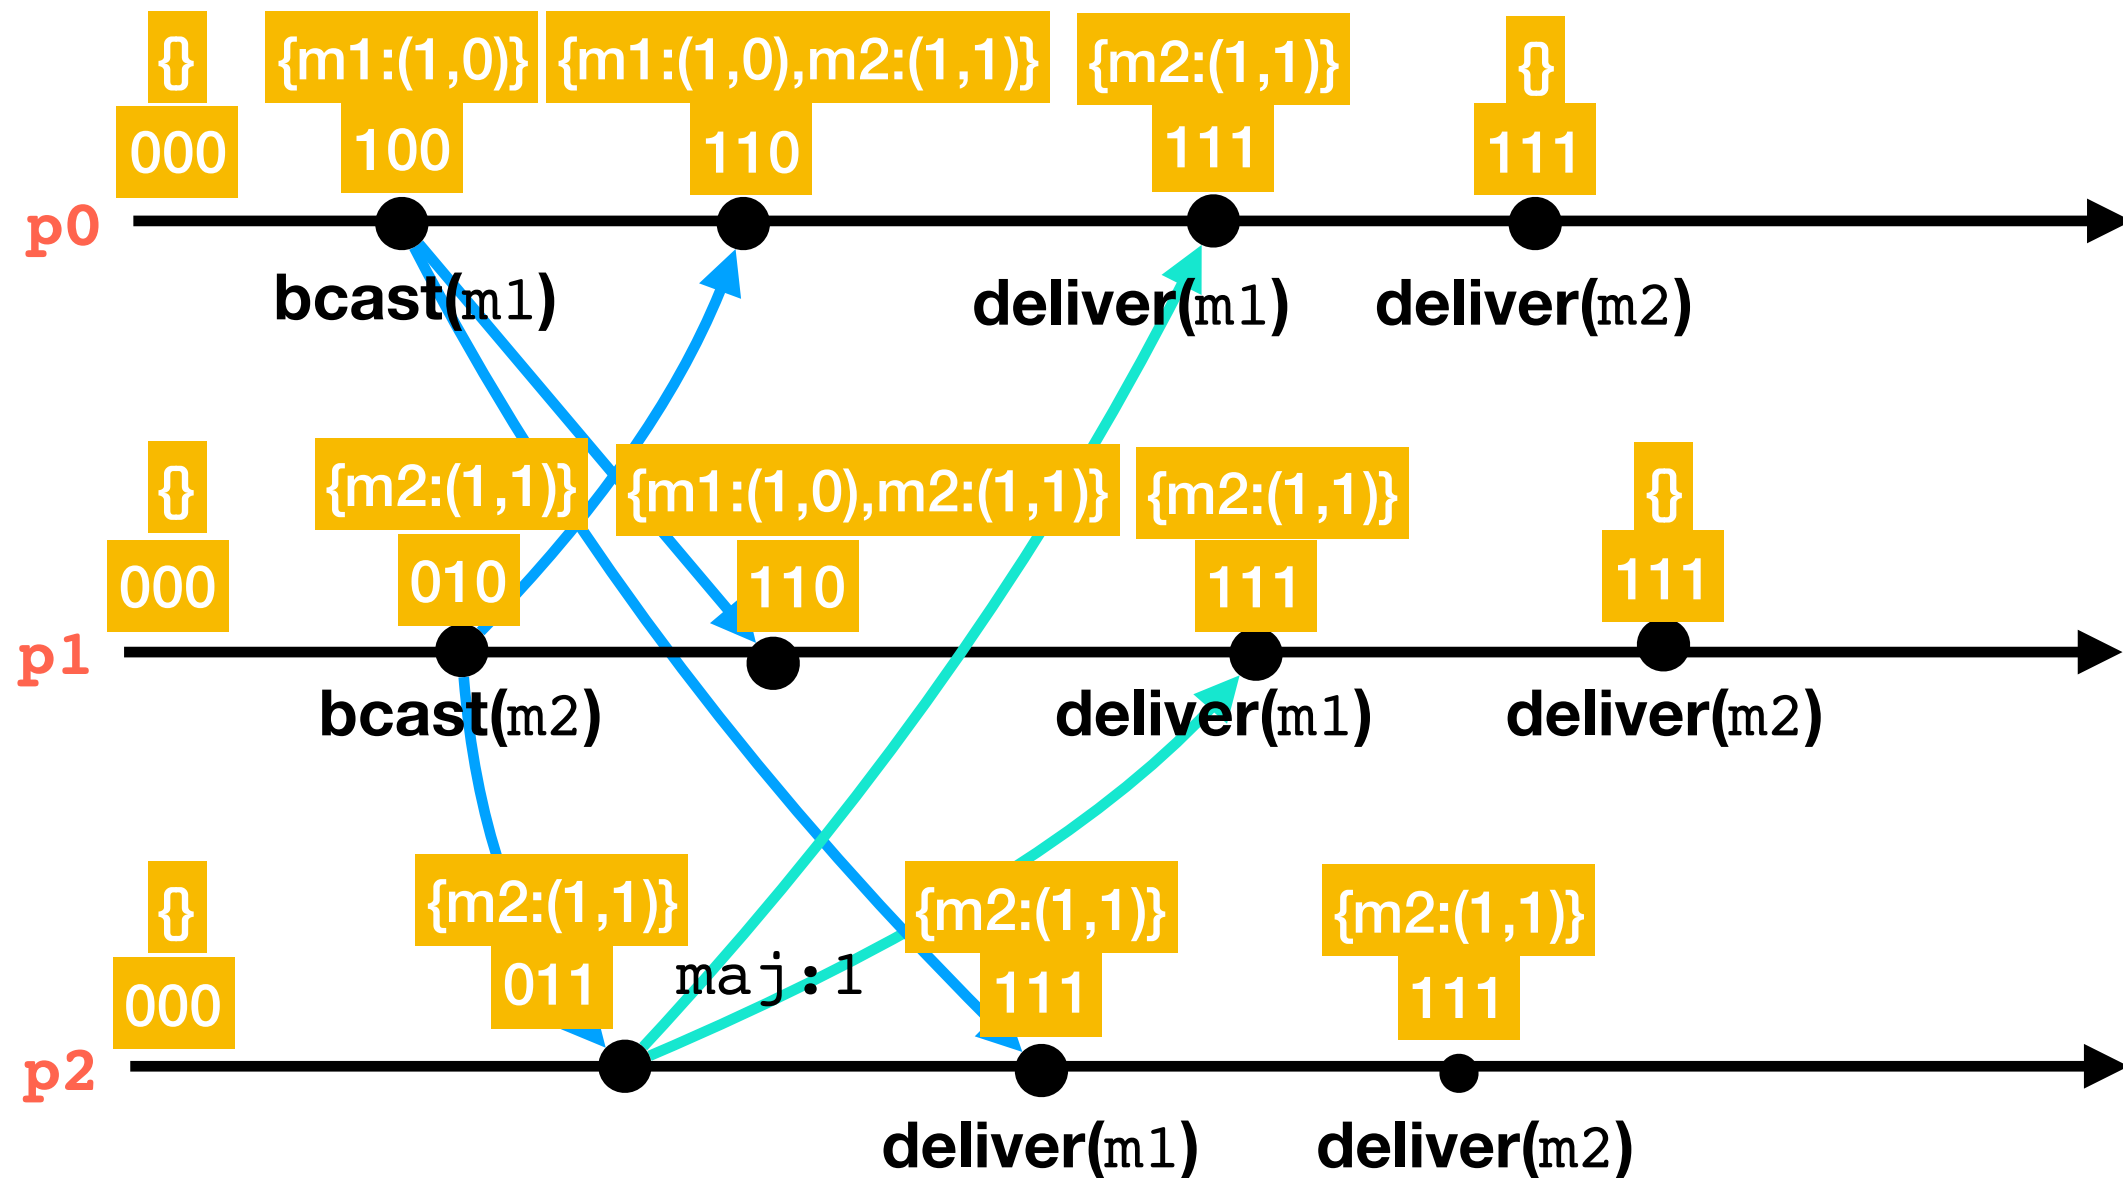 {} {m1:(1,0)} {m1:(1,0),m2:(1,1)} {m2:(1,1)} {}
000 100 110 111 111
p0
bcast(m1) deliver(m1) deliver(m2)
{} {m2:(1,1)} {m1:(1,0),m2:(1,1)} {m2:(1,1)} {}
000 010 110 111 111
p1
bcast(m2) deliver(m1) deliver(m2)
{} {m2:(1,1)} {m2:(1,1)} {m2:(1,1)}
000 011 maj:1 111 111
p2
deliver(m1) deliver(m2)